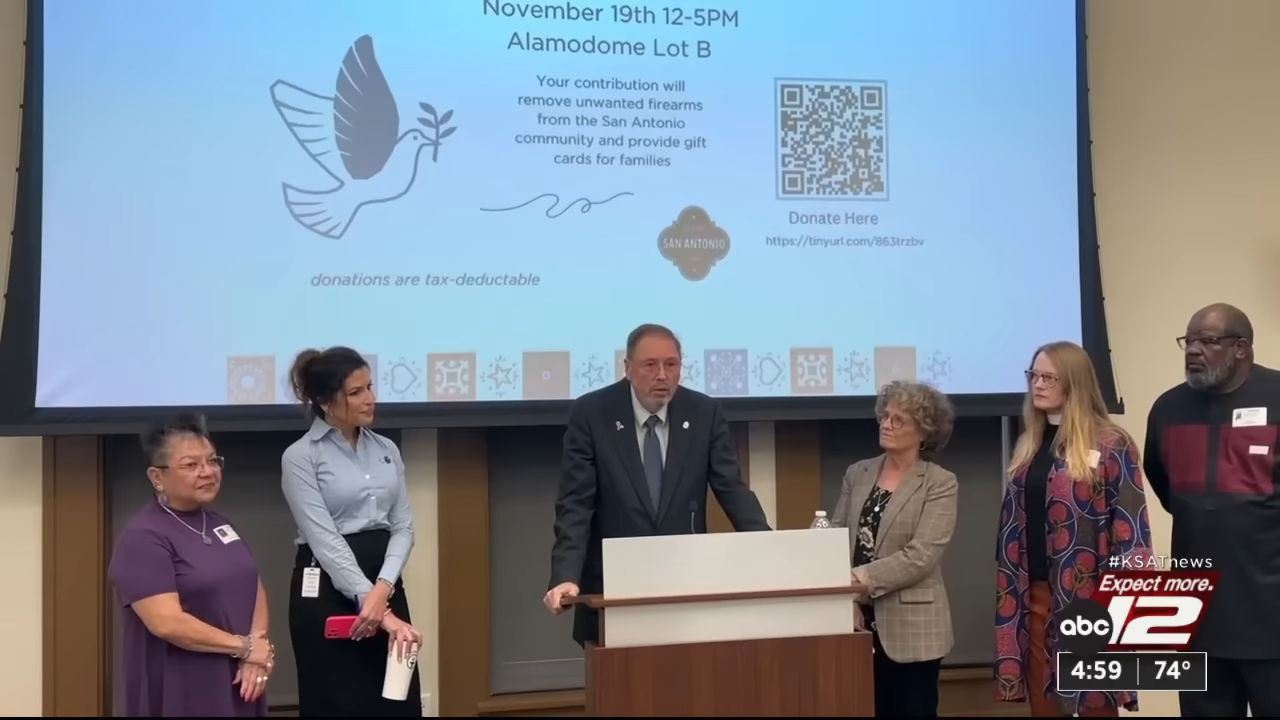 November 19th 12-5PM
Alamodome Lot B
Your contribution will
remove unwanted firearms
from the San Antonio
community and provide gift
cards for families
Donate Here
https://tinyurl.com/863trzbv
SAN ANTONIO
donations are tax-deductable
#KSATnews
Expect more.
abc 12
4:59 74°